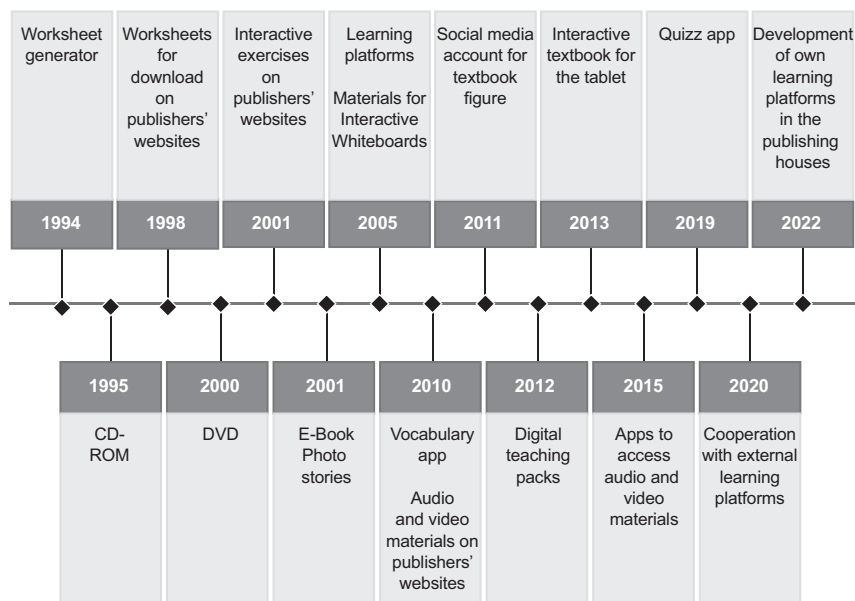 Worksheet
generator
1994
Worksheets
for
download
on
publishers’
websites
1998
Interactive
exercises
on
publishers’
websites
2001
Learning
platforms
Materials for
Interactive
Whiteboards
2005
Social media
account for
textbook
figure
2011
Interactive
textbook for
the tablet
2013
Quizz app
2019
Development
of own
learning
platforms
in the
publishing
houses
2022
1995
CD-
ROM
2000
DVD
2001
E-Book
Photo
stories
2010
Vocabulary
app
Audio
and video
materials on
publishers’
websites
2012
Digital
teaching
packs
2015
Apps to
access
audio and
video
materials
2020
Cooperation
with external
learning
platforms